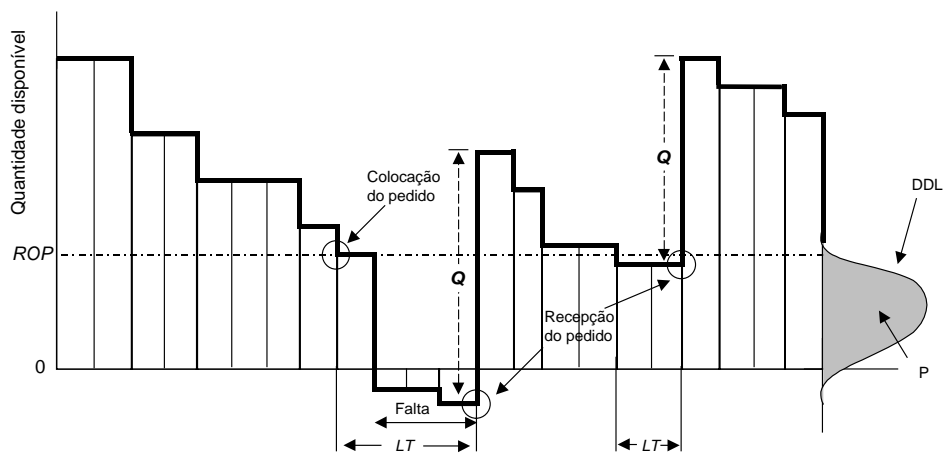 Quantidade disponível
Colocação
do pedido
Q
DDL
ROP
Q
Recepção
do pedido
0
P
Falta
LT
LT